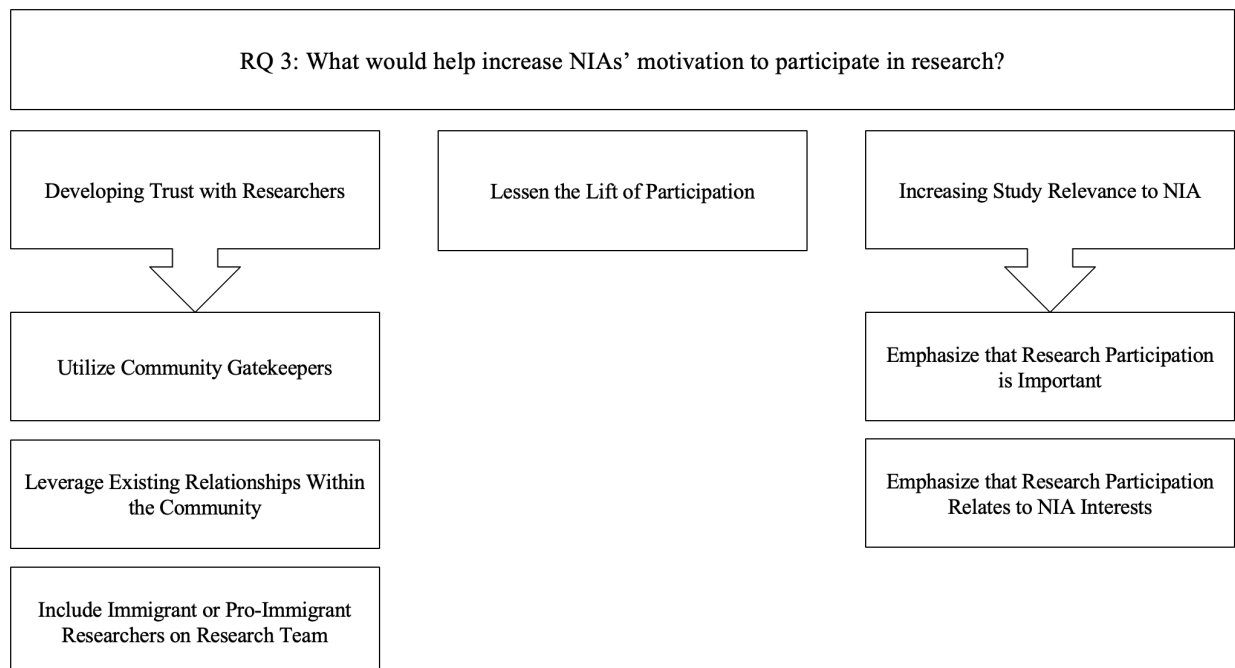 RQ 3: What would help increase NIAs’ motivation to participate in research?
Developing Trust with Researchers
Lessen the Lift of Participation
Increasing Study Relevance to NIA
Utilize Community Gatekeepers
Emphasize that Research Participation
is Important
Leverage Existing Relationships Within
the Community
Emphasize that Research Participation
Relates to NIA Interests
Include Immigrant or Pro-Immigrant
Researchers on Research Team